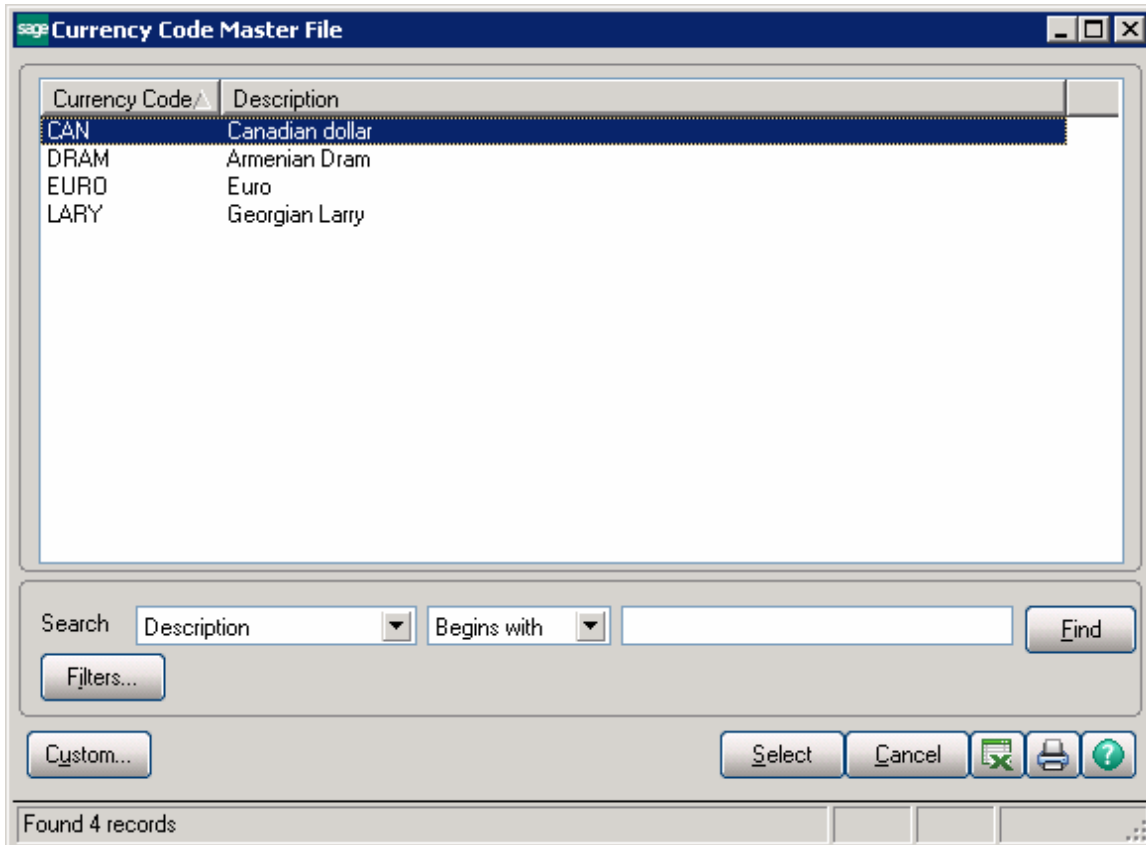 sage Currency Code Master File
Currency Code Description
CAN Canadian dollar
DRAM Armenian Dram
EURO Euro
LARY Georgian Larry
Search Description Begins with Find
Filters...
Custom... Select Cancel ?
Found 4 records